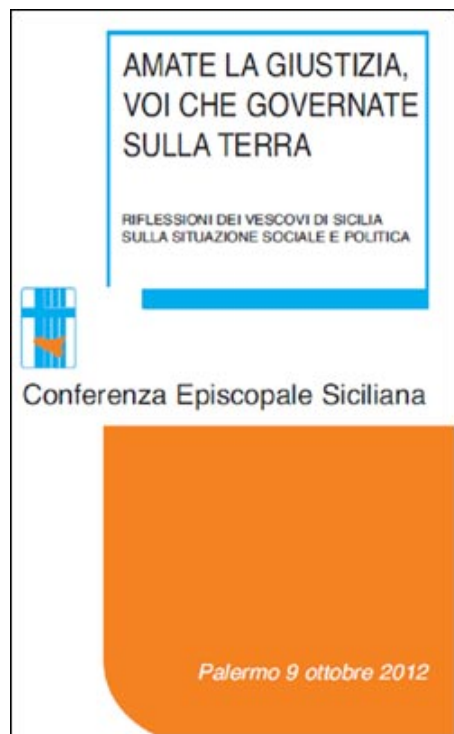 AMATE LA GIUSTIZIA,
VOI CHE GOVERNATE
SULLA TERRA
RIFLESSIONI DEI VESCOVI DI SICILIA
SULLA SITUAZIONE SOCIALE E POLITICA
Conferenza Episcopale Siciliana
Palermo 9 ottobre 2012